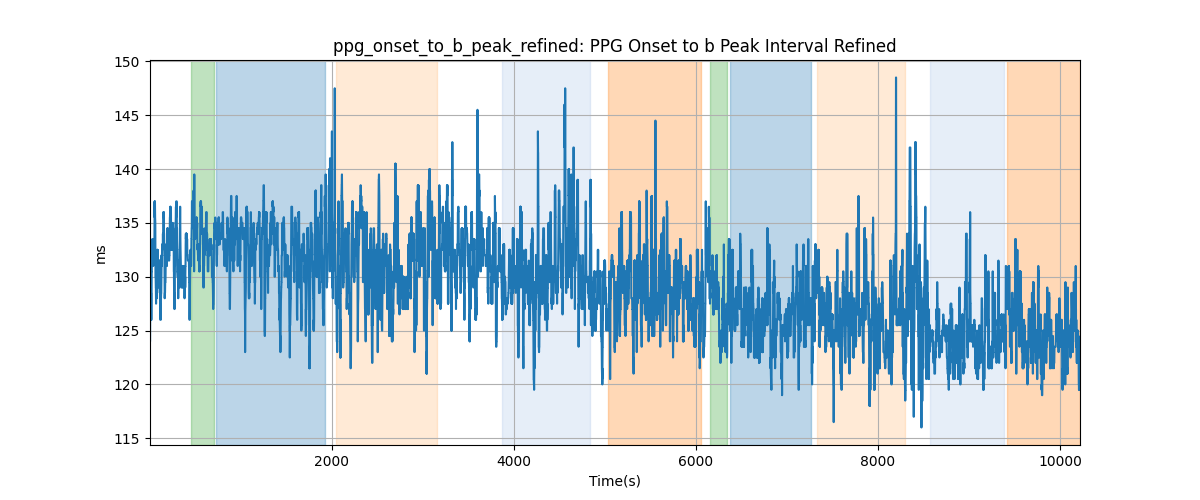 ppg_onset_to_b_peak_refined: PPG Onset to b Peak Interval Refined
150
145
140
135
130
125
120
115
ms
2000 4000 6000 8000 10000
Time(s)